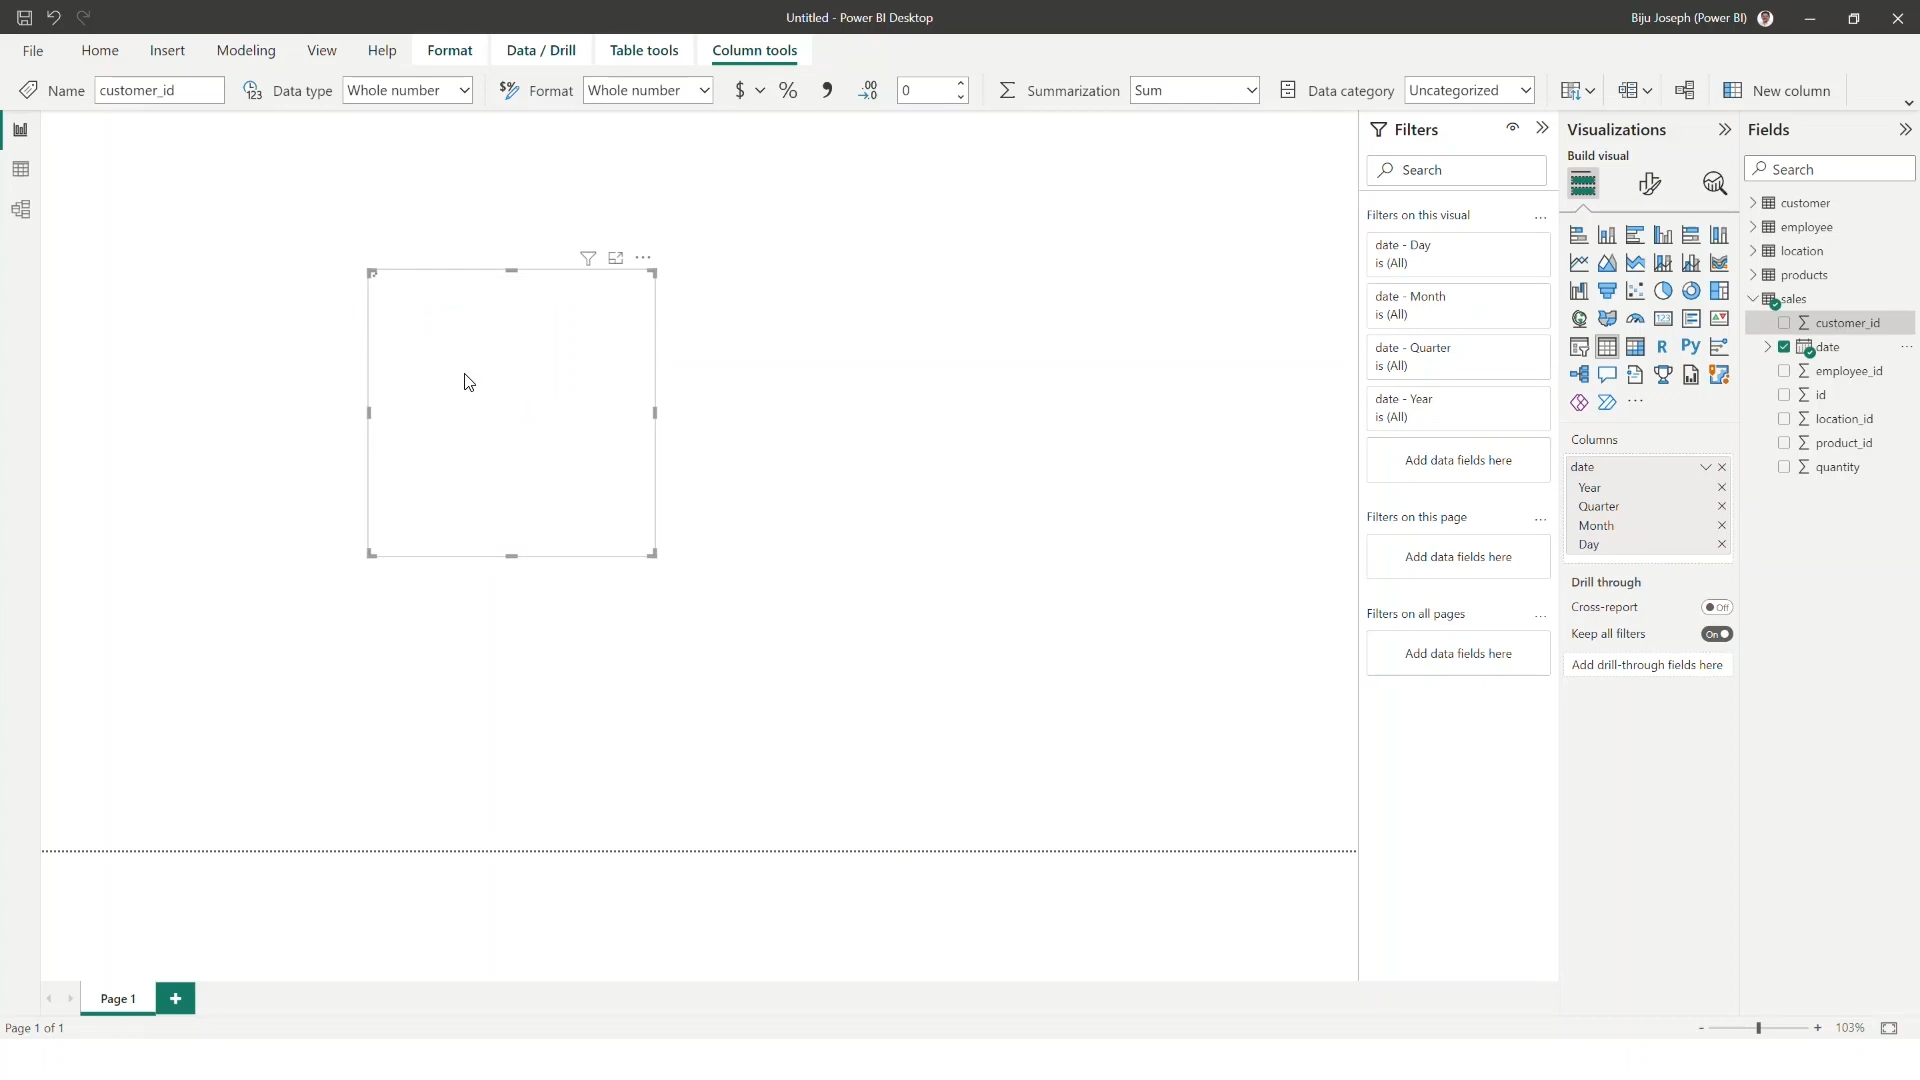 Untitled - Power BI Desktop
Biju Joseph (Power BI)
File Home Insert Modeling View Help Format Data / Drill Table tools Column tools
Name customer_id Data type Whole number Format Whole number $ % , .00 0 Summarization Sum Data category Uncategorized New column
Filters
Search
Filters on this visual ...
date - Day
is (All)
date - Month
is (All)
date - Quarter
is (All)
date - Year
is (All)
Add data fields here
Filters on this page ...
Add data fields here
Filters on all pages ...
Add data fields here
Visualizations
Build visual
123
R Py
...
Columns
date
Year
Quarter
Month
Day
Drill through
Cross-report Off
Keep all filters On
Add drill-through fields here
Fields
Search
customer
employee
location
products
sales
customer_id
date ...
employee_id
id
location_id
product_id
quantity
Page 1 +
Page 1 of 1
- + 103%